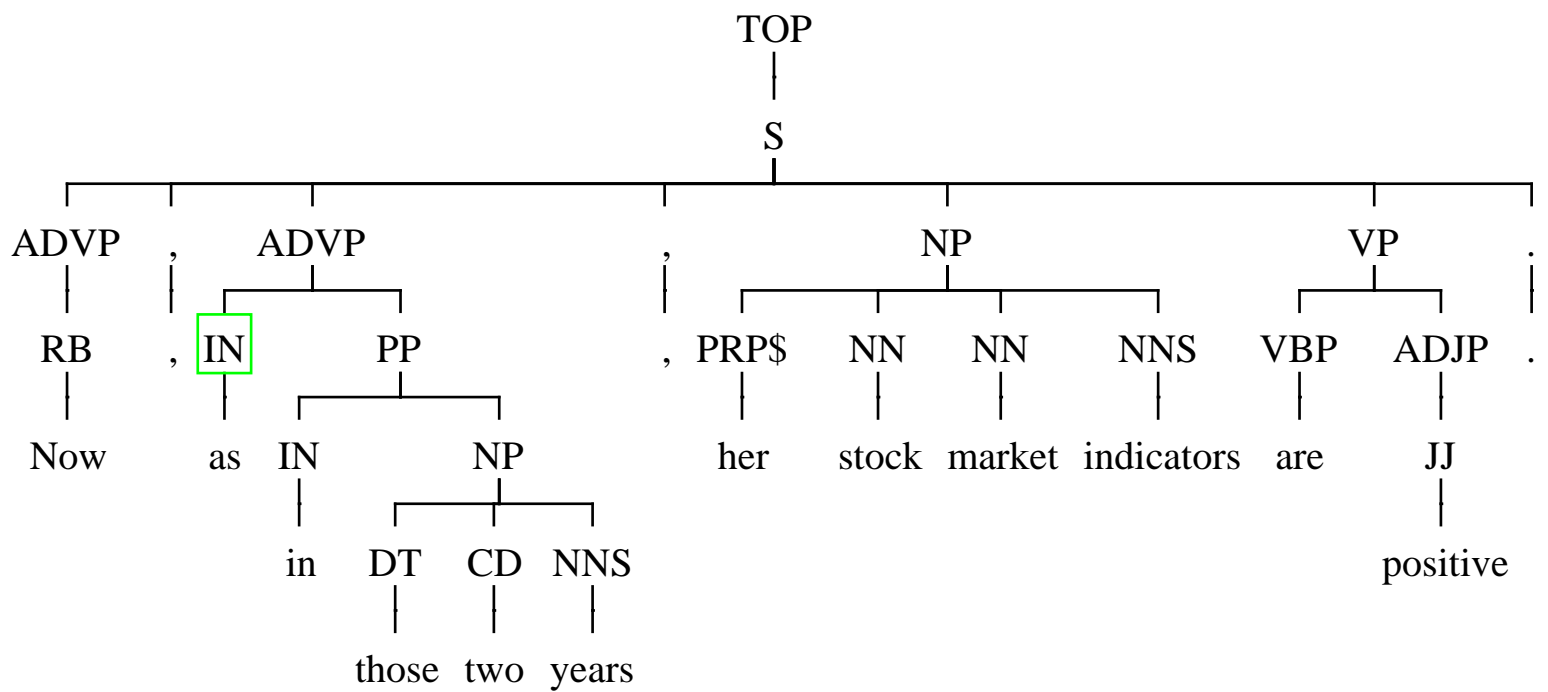 TOP
S
ADVP , ADVP , NP VP .
RB , IN PP , PRP$ NN NN NNS VBP ADJP .
Now as IN NP her stock market indicators are JJ
in DT CD NNS positive
those two years